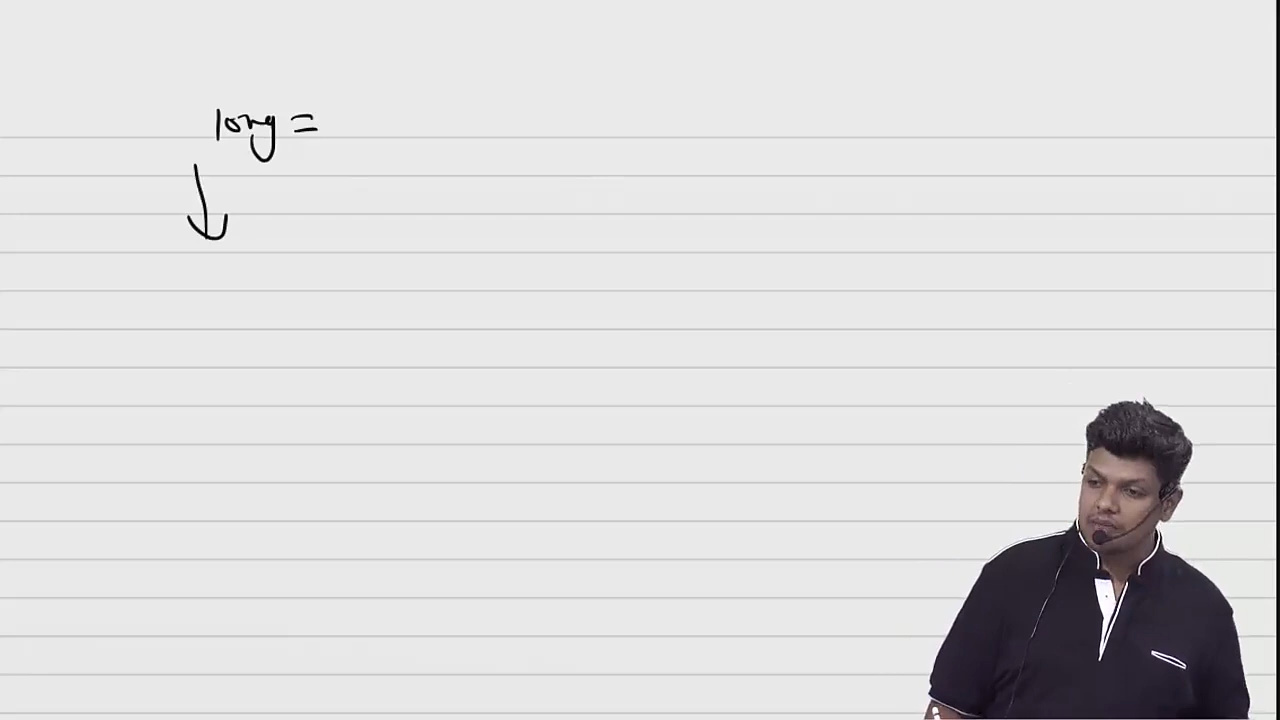 long =
↓